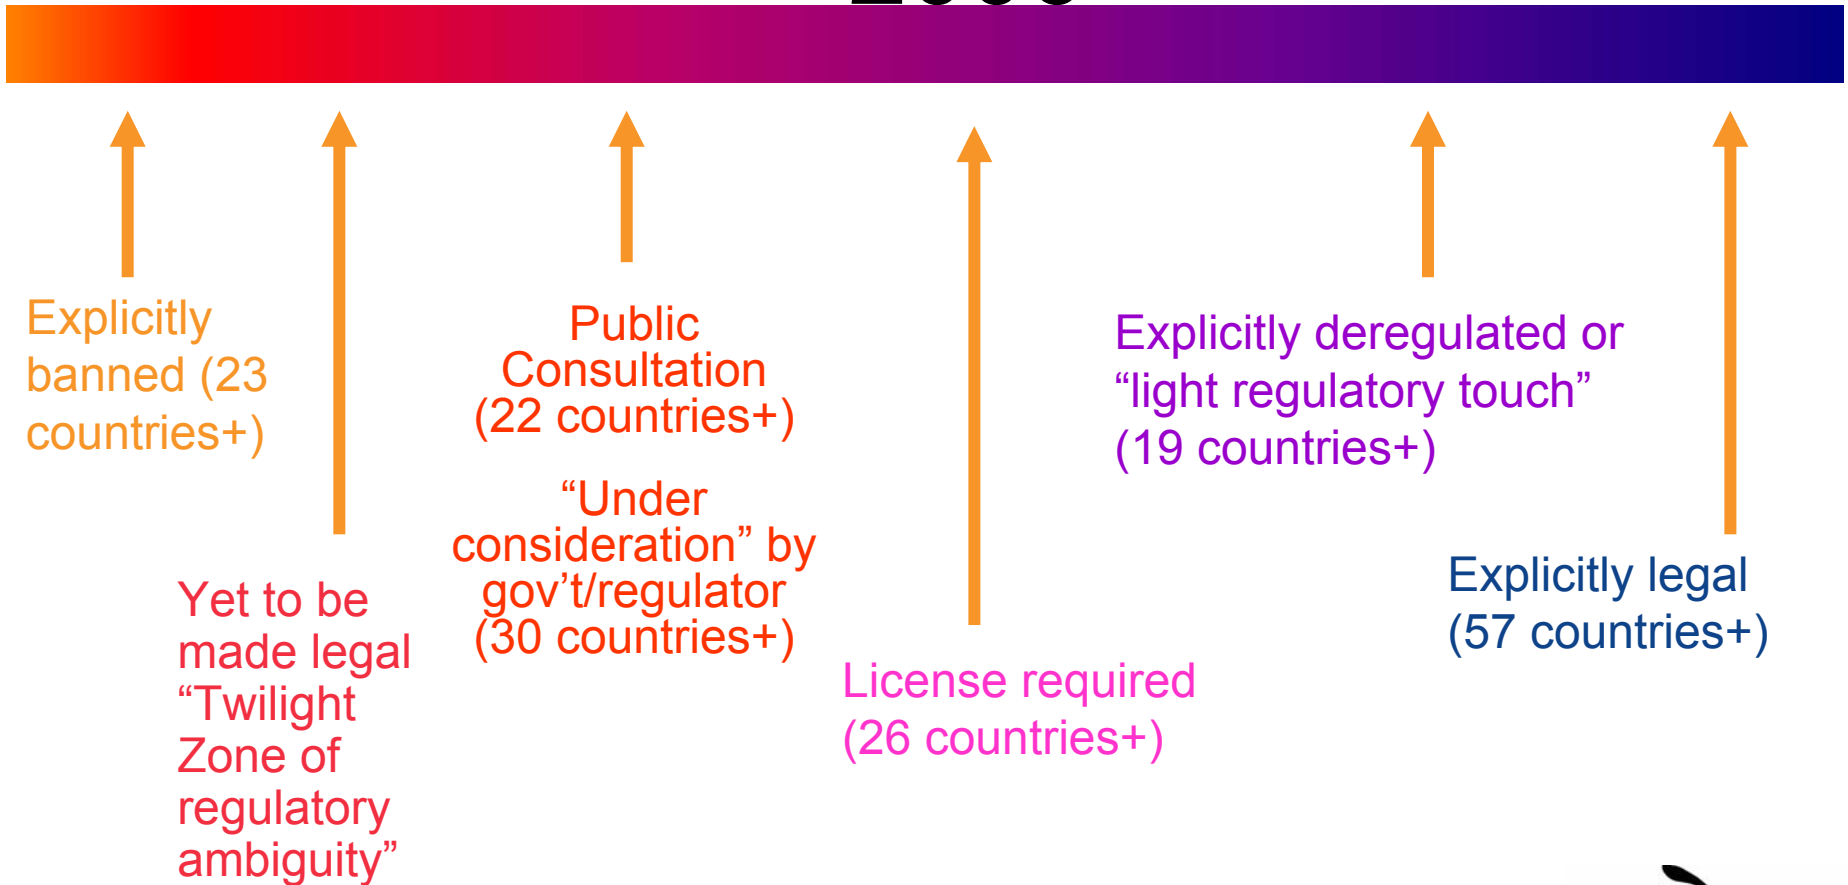 Explicitly
banned (23
countries+)
Yet to be
made legal
“Twilight
Zone of
regulatory
ambiguity”
Public
Consultation
(22 countries+)
“Under
consideration” by
gov’t/regulator
(30 countries+)
License required
(26 countries+)
Explicitly deregulated or
“light regulatory touch”
(19 countries+)
Explicitly legal
(57 countries+)